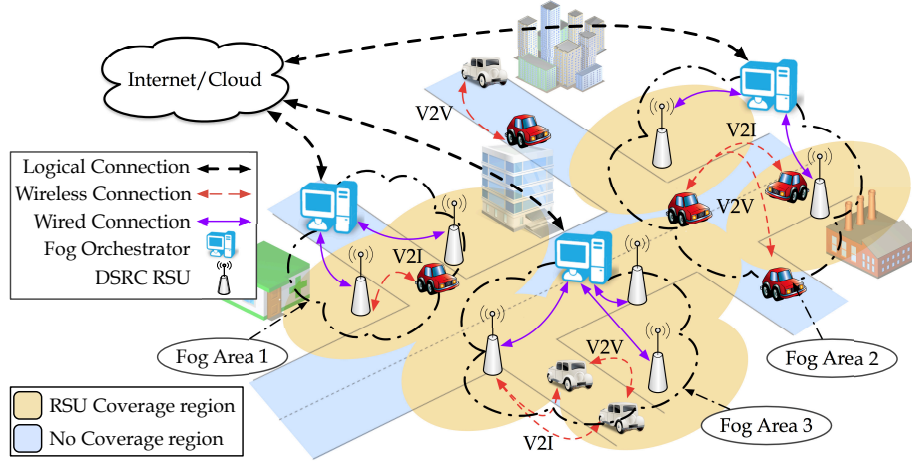 Internet/Cloud
V2V
V2I
V2V
Logical Connection
Wireless Connection
Wired Connection
Fog Orchestrator
DSRC RSU
V2I
Fog Area 1
Fog Area 2
V2V
RSU Coverage region
No Coverage region
V2I
Fog Area 3